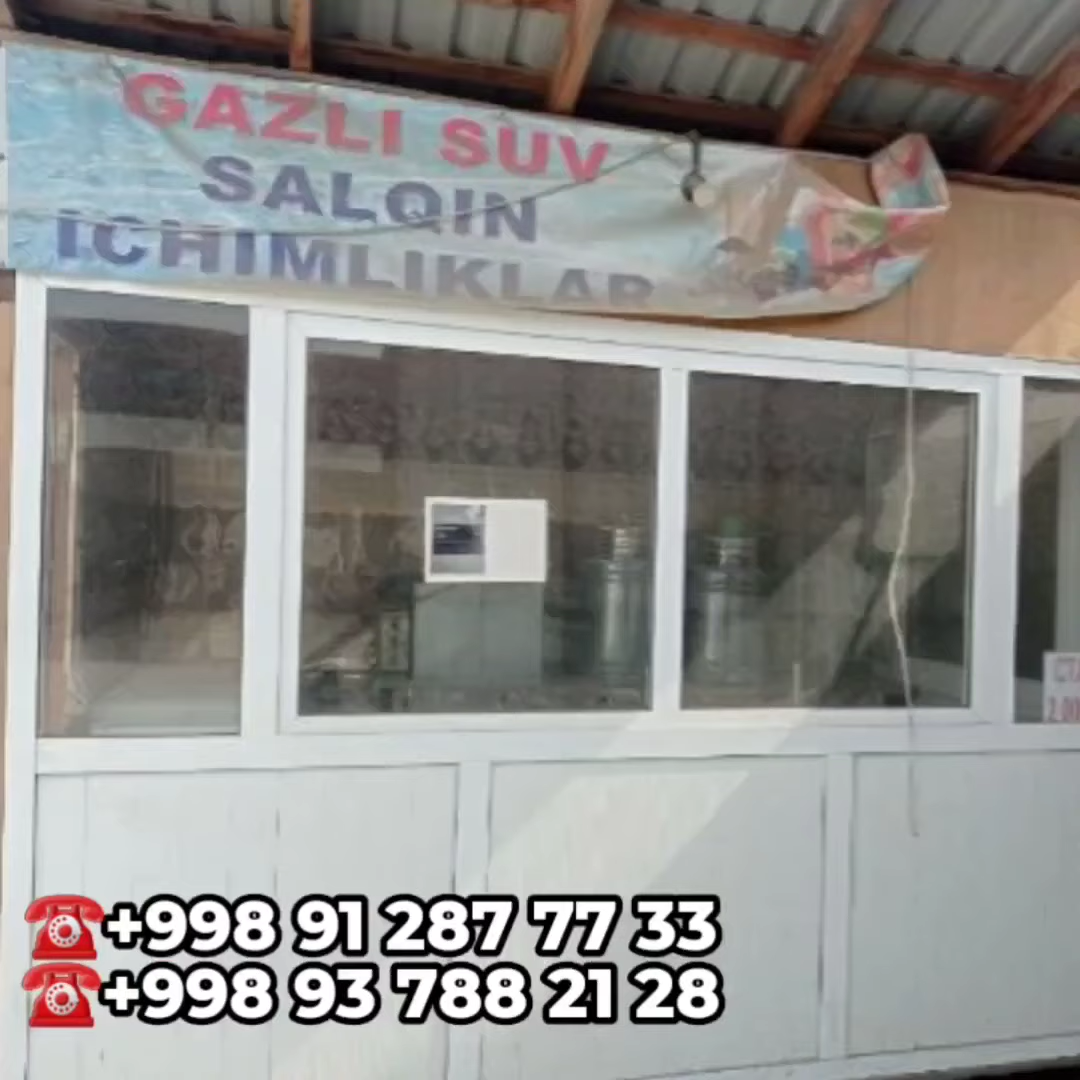 GAZLI SUV
SALQIN
ICHIMLIKLAR
+998 91 287 77 33
+998 93 788 21 28